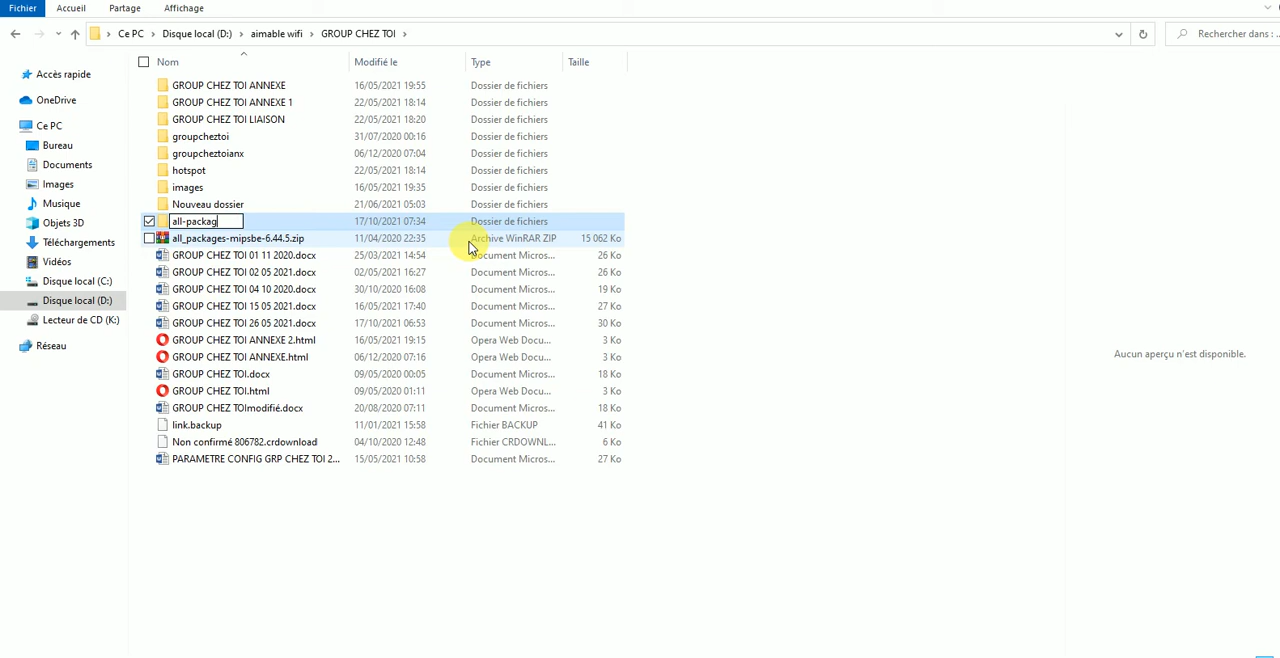 Fichier Accueil Partage Affichage
Ce PC Disque local (D:) aimable wifi GROUP CHEZ TOI Rechercher dans : ...
Nom Modifié le Type Taille
Accès rapide
OneDrive
Ce PC
Bureau
Documents
Images
Musique
Objets 3D
Téléchargements
Vidéos
Disque local (C:)
Disque local (D:)
Lecteur de CD (K:)
Réseau
GROUP CHEZ TOI ANNEXE 16/05/2021 19:55 Dossier de fichiers
GROUP CHEZ TOI ANNEXE 1 22/05/2021 18:14 Dossier de fichiers
GROUP CHEZ TOI LIAISON 22/05/2021 18:20 Dossier de fichiers
groupcheztoi 31/07/2020 00:16 Dossier de fichiers
groupcheztoianx 06/12/2020 07:04 Dossier de fichiers
hotspot 22/05/2021 18:14 Dossier de fichiers
images 16/05/2021 19:35 Dossier de fichiers
Nouveau dossier 21/06/2021 05:03 Dossier de fichiers
all-packag 17/10/2021 07:34 Dossier de fichiers
all_packages-mipsbe-6.44.5.zip 11/04/2020 22:35 Archive WinRAR ZIP 15 062 Ko
GROUP CHEZ TOI 01 11 2020.docx 25/03/2021 14:54 Document Micros... 26 Ko
GROUP CHEZ TOI 02 05 2021.docx 02/05/2021 16:27 Document Micros... 26 Ko
GROUP CHEZ TOI 04 10 2020.docx 30/10/2020 16:08 Document Micros... 19 Ko
GROUP CHEZ TOI 15 05 2021.docx 16/05/2021 17:40 Document Micros... 27 Ko
GROUP CHEZ TOI 26 05 2021.docx 17/10/2021 06:53 Document Micros... 30 Ko
GROUP CHEZ TOI ANNEXE 2.html 16/05/2021 19:15 Opera Web Docu... 3 Ko
GROUP CHEZ TOI ANNEXE.html 06/12/2020 07:16 Opera Web Docu... 3 Ko
GROUP CHEZ TOI.docx 09/05/2020 00:05 Document Micros... 18 Ko
GROUP CHEZ TOI.html 09/05/2020 01:11 Opera Web Docu... 3 Ko
GROUP CHEZ TOImodifié.docx 20/08/2020 07:11 Document Micros... 18 Ko
link.backup 11/01/2021 15:58 Fichier BACKUP 41 Ko
Non confirmé 806782.crdownload 04/10/2020 12:48 Fichier CRDOWNL... 6 Ko
PARAMETRE CONFIG GRP CHEZ TOI 2... 15/05/2021 10:58 Document Micros... 27 Ko
Aucun aperçu n'est disponible.